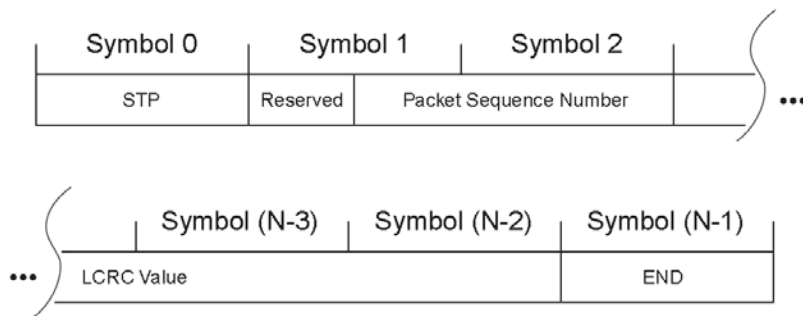 Symbol 0 Symbol 1 Symbol 2
STP Reserved Packet Sequence Number
•••
Symbol (N-3) Symbol (N-2) Symbol (N-1)
••• LCRC Value END